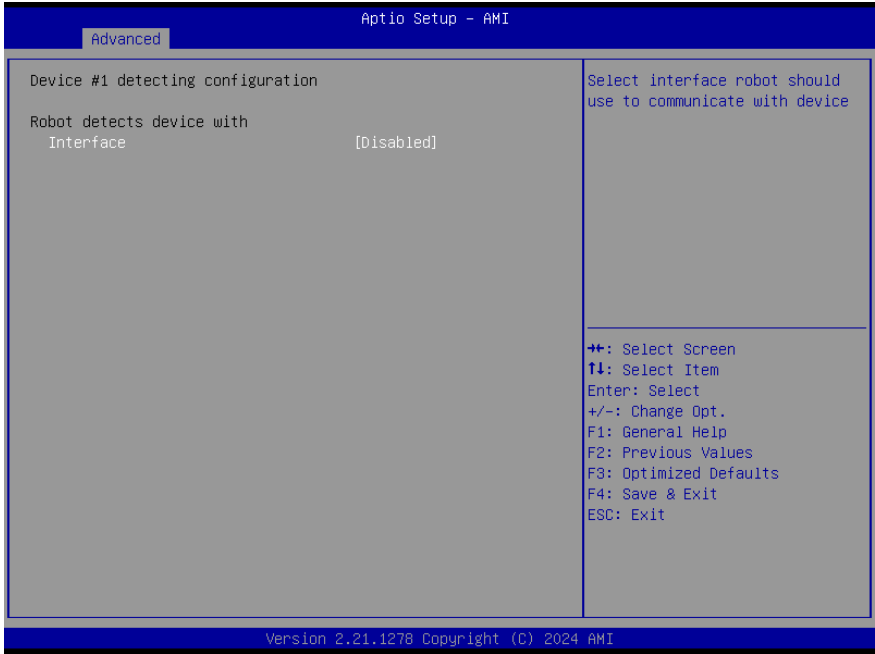 Aptio Setup – AMI
Advanced
Device #1 detecting configuration
Robot detects device with
Interface [Disabled]
Select interface robot should
use to communicate with device
→←: Select Screen
↑↓: Select Item
Enter: Select
+/-: Change Opt.
F1: General Help
F2: Previous Values
F3: Optimized Defaults
F4: Save & Exit
ESC: Exit
Version 2.21.1278 Copyright (C) 2024 AMI